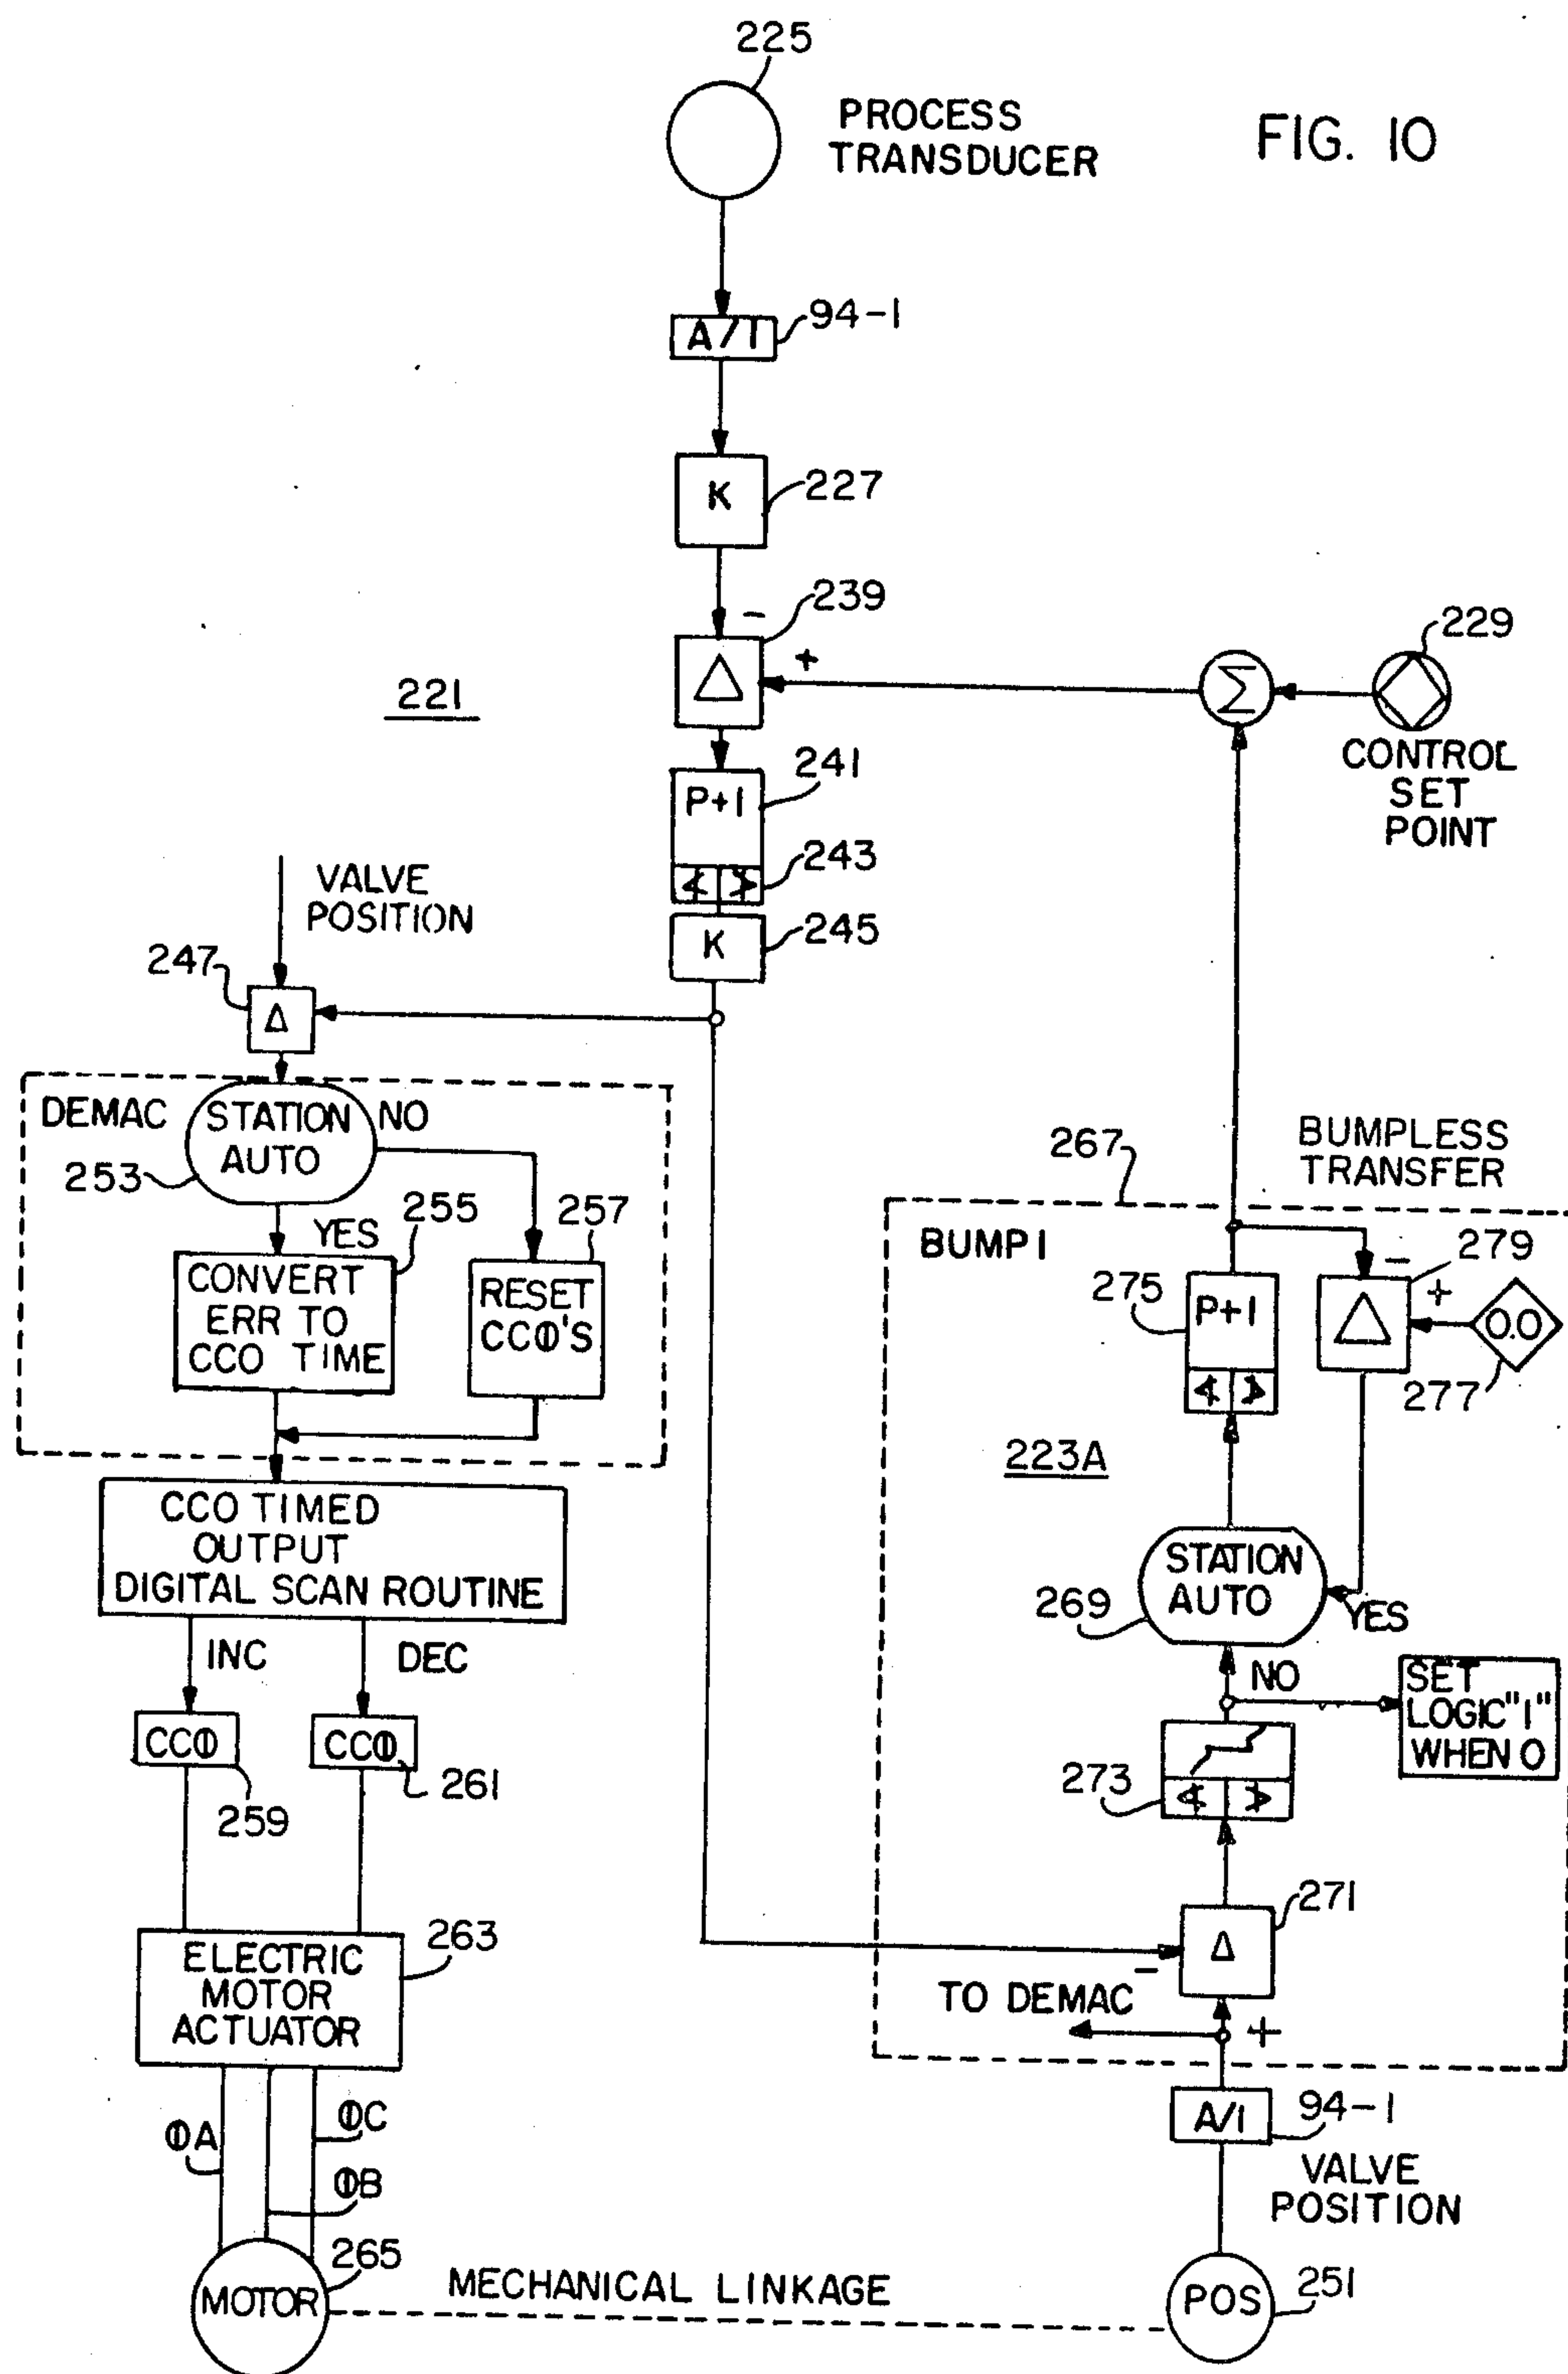 225
PROCESS
TRANSDUCER
FIG. 10
A/I
94-1
K
227
239
-
Δ
+
Σ
229
CONTROL
SET
POINT
221
P+I
241
243
K
245
VALVE
POSITION
247
Δ
DEMAC
STATION
AUTO
NO
253
YES
255
257
CONVERT
ERR TO
CCO TIME
RESET
CCO'S
CCO TIMED
OUTPUT
DIGITAL SCAN ROUTINE
INC
DEC
CCO
CCO
259
261
ELECTRIC
MOTOR
ACTUATOR
263
ΦA
ΦC
ΦB
MOTOR
265
MECHANICAL LINKAGE
267
BUMPLESS
TRANSFER
BUMP1
279
275
P+I
-
Δ
+
0.0
277
223A
STATION
AUTO
269
YES
NO
SET
LOGIC "1"
WHEN 0
273
271
Δ
-
TO DEMAC
+
A/I
94-1
VALVE
POSITION
POS
251